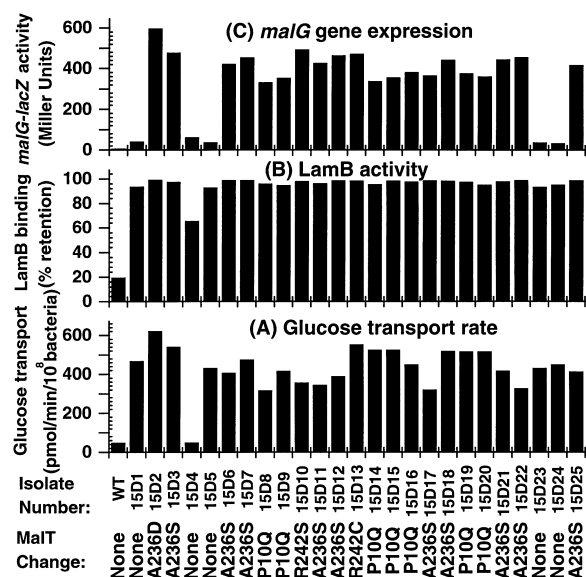 (C) malG gene expression
malG-lacZ activity
(Miller Units)
600
400
200
0
(B) LamB activity
LamB binding
(% retention)
100
80
60
40
20
0
(A) Glucose transport rate
Glucose transport
(pmol/min/10⁸bacteria)
600
400
200
0
Isolate
Number:
WT 15D1 15D2 15D3 15D4 15D5 15D6 15D7 15D8 15D9 15D10 15D11 15D12 15D13 15D14 15D15 15D16 15D17 15D18 15D19 15D20 15D21 15D22 15D23 15D24 15D25
MalT
Change:
None None A236D A236S None None A236S A236S P10Q P10Q R242S A236S A236S R242C P10Q P10Q P10Q A236S A236S P10Q P10Q A236S A236S None None A236S